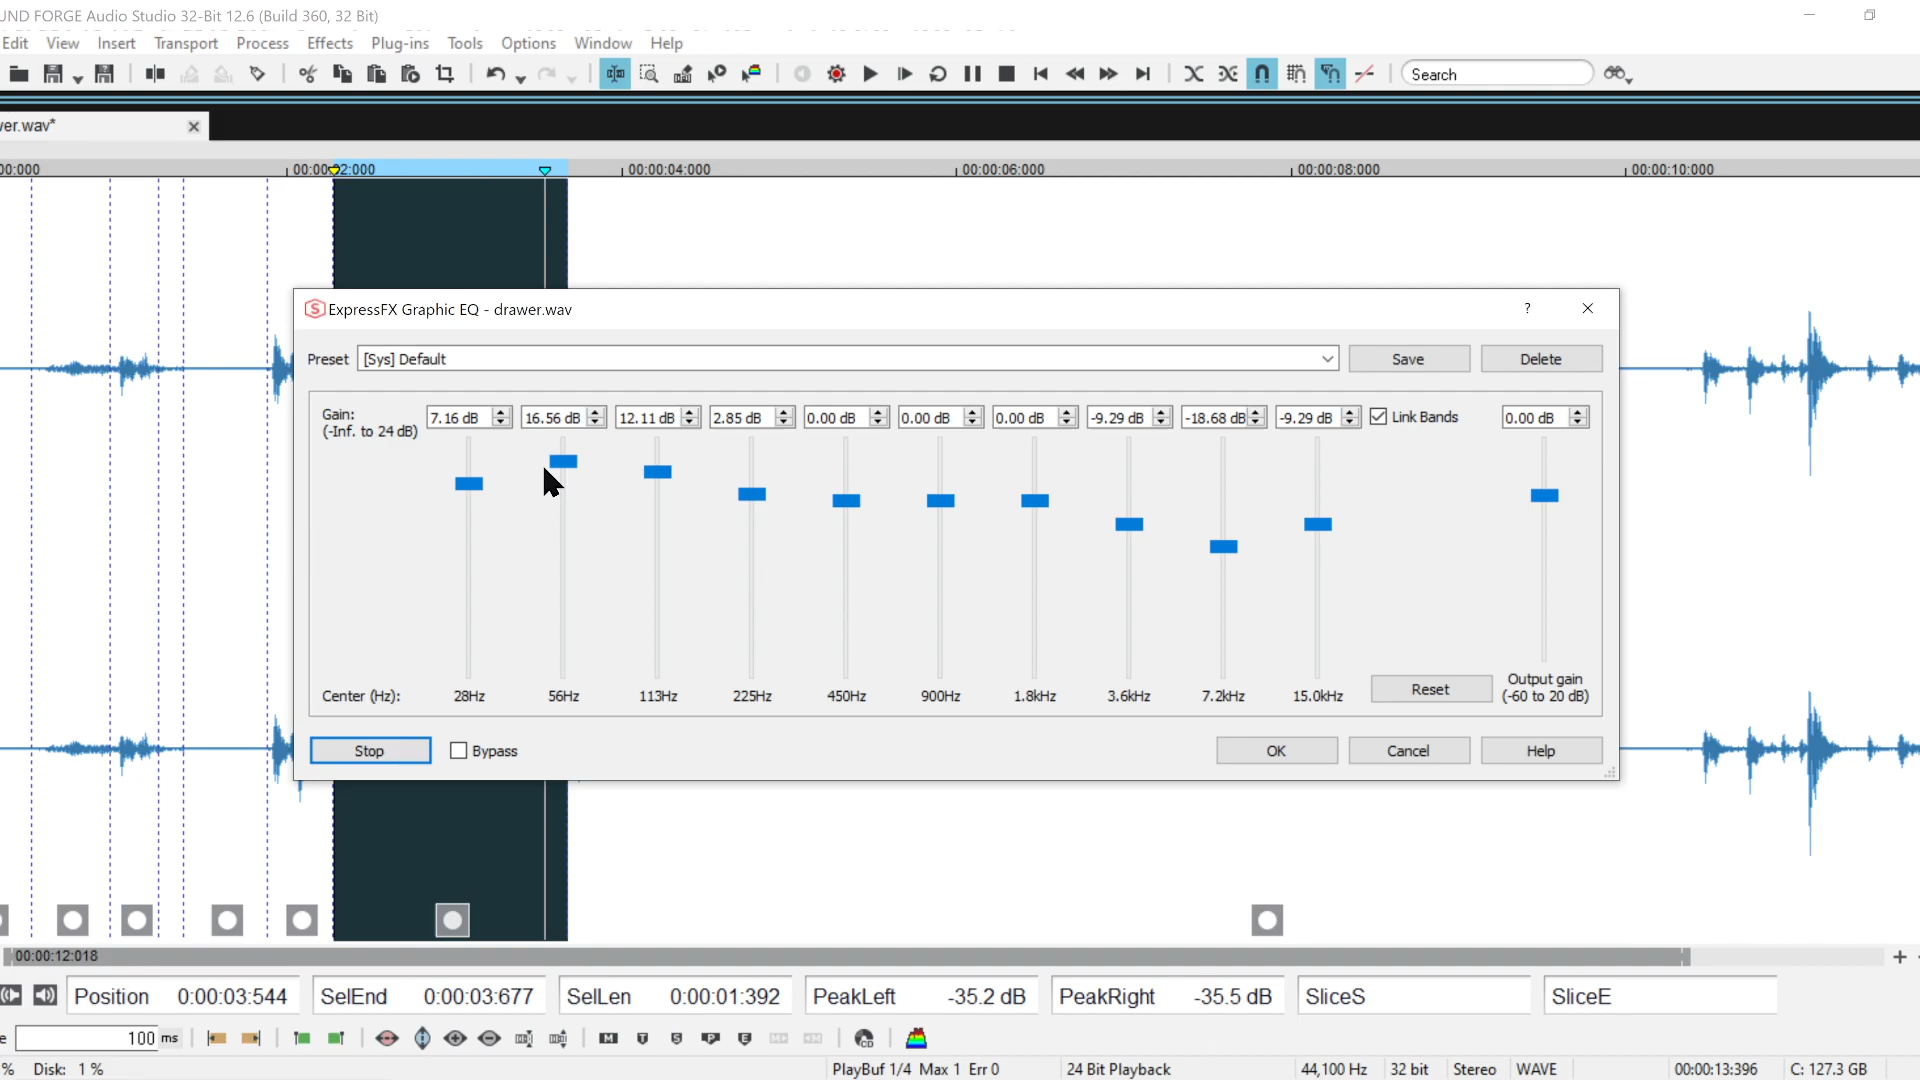 UND FORGE Audio Studio 32-Bit 12.6 (Build 360, 32 Bit)
Edit View Insert Transport Process Effects Plug-ins Tools Options Window Help
Search
ver.wav*
00:000 00:00:02:000 00:00:04:000 00:00:06:000 00:00:08:000 00:00:10:000
ExpressFX Graphic EQ - drawer.wav ?
Preset [Sys] Default Save Delete
Gain: 7.16 dB 16.56 dB 12.11 dB 2.85 dB 0.00 dB 0.00 dB 0.00 dB -9.29 dB -18.68 dB -9.29 dB Link Bands 0.00 dB
(-Inf. to 24 dB)
Output gain
Center (Hz): 28Hz 56Hz 113Hz 225Hz 450Hz 900Hz 1.8kHz 3.6kHz 7.2kHz 15.0kHz Reset (-60 to 20 dB)
Stop Bypass OK Cancel Help
00:00:12:018
Position 0:00:03:544 SelEnd 0:00:03:677 SelLen 0:00:01:392 PeakLeft -35.2 dB PeakRight -35.5 dB SliceS SliceE
e 100 ms M T S P E CD
% Disk: 1 % PlayBuf 1/4 Max 1 Err 0 24 Bit Playback 44,100 Hz 32 bit Stereo WAVE 00:00:13:396 C: 127.3 GB